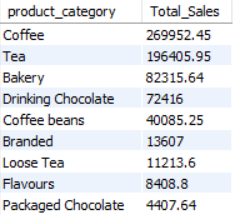 product_category Total_Sales
Coffee 269952.45
Tea 196405.95
Bakery 82315.64
Drinking Chocolate 72416
Coffee beans 40085.25
Branded 13607
Loose Tea 11213.6
Flavours 8408.8
Packaged Chocolate 4407.64